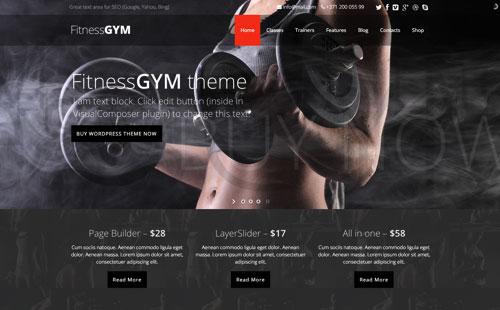 Great text area for SEO (Google, Yahoo, Bing)
info@mail.com +371 200 055 99
FitnessGYM
Home Classes Trainers Features Blog Contacts Shop
FitnessGYM theme
I am text block. Click edit button (inside in
VisualComposer plugin) to change this text.
BUY WORDPRESS THEME NOW
BUY NOW
Page Builder – $28
Cum sociis natoque. Aenean commodo ligula eget
dolor. Aenean massa. Lorem ipsum dolor sit amet,
consectetuer adipiscing elit.
Read More
LayerSlider – $17
Cum sociis natoque. Aenean commodo ligula eget dolor. Aenean
massa. Lorem ipsum dolor sit amet, consectetuer adipiscing elit.
Read More
All in one – $58
Cum sociis natoque. Aenean commodo ligula eget
dolor. Aenean massa. Lorem ipsum dolor sit amet,
consectetuer adipiscing elit.
Read More